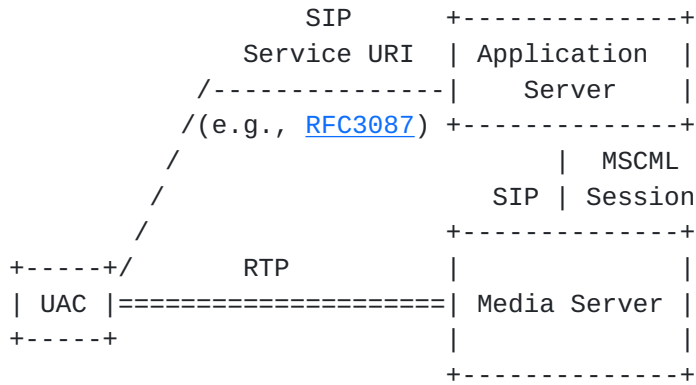 SIP +--------------+
Service URI | Application |
/---------------| Server |
/(e.g., RFC3087) +--------------+
/ | MSCML
/ SIP | Session
/ +--------------+
+-----+/ RTP | |
| UAC |=====================| Media Server |
+-----+ | |
+--------------+